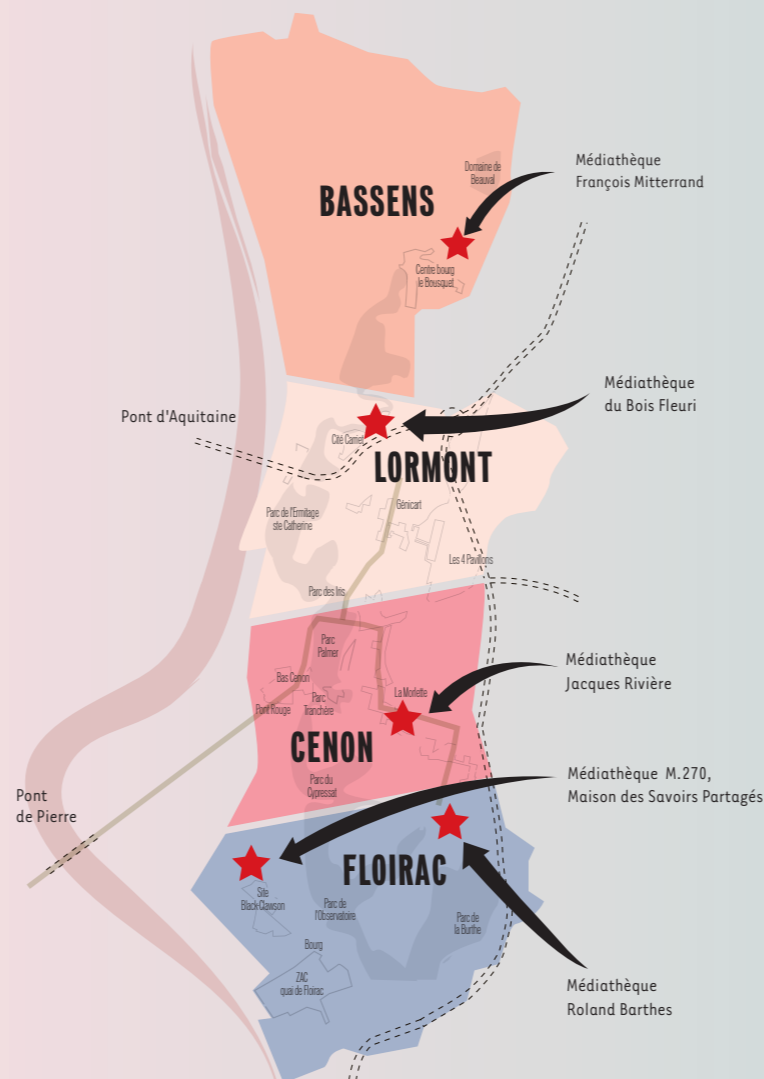 Domaine de
Beauval
Médiathèque
François Mitterrand
BASSENS
Centre bourg
le Bousquet
Médiathèque
du Bois Fleuri
Pont d'Aquitaine
Cité Carriet
LORMONT
Génicart
Parc de l'Ermitage
ste Catherine
Les 4 Pavillons
Parc des Iris
Parc
Palmer
Médiathèque
Jacques Rivière
Bas Cenon
La Morlette
Parc
Tranchère
Pont Rouge
CENON
Médiathèque M.270,
Maison des Savoirs Partagés
Parc du
Cypressat
Pont
de Pierre
FLOIRAC
Site
Black-Clawson
Parc de
l'Observatoire
Parc de
la Burthe
Bourg
ZAC
quai de Floirac
Médiathèque
Roland Barthes